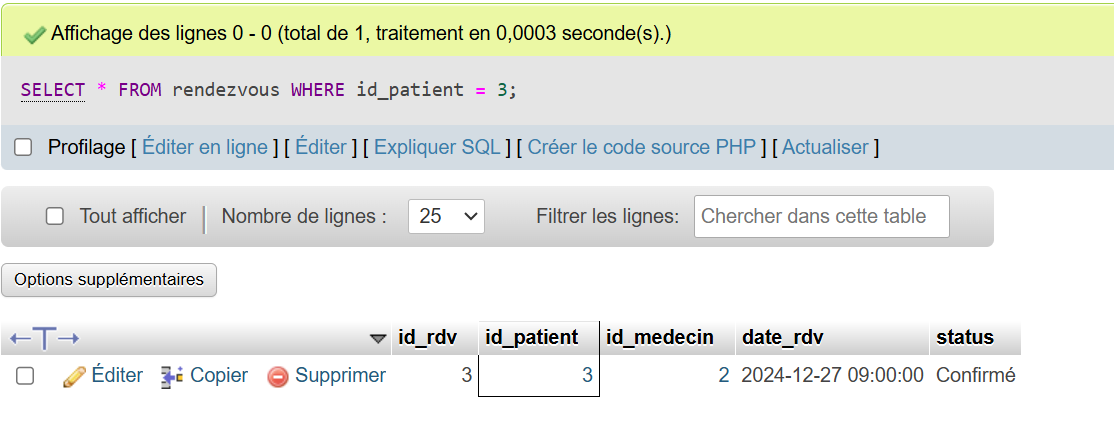 Affichage des lignes 0 - 0 (total de 1, traitement en 0,0003 seconde(s).)
SELECT * FROM rendezvous WHERE id_patient = 3;
Profilage [ Éditer en ligne ] [ Éditer ] [ Expliquer SQL ] [ Créer le code source PHP ] [ Actualiser ]
Tout afficher | Nombre de lignes : 25 Filtrer les lignes: Chercher dans cette table
Options supplémentaires
←T→ id_rdv id_patient id_medecin date_rdv status
Éditer Copier Supprimer 3 3 2 2024-12-27 09:00:00 Confirmé